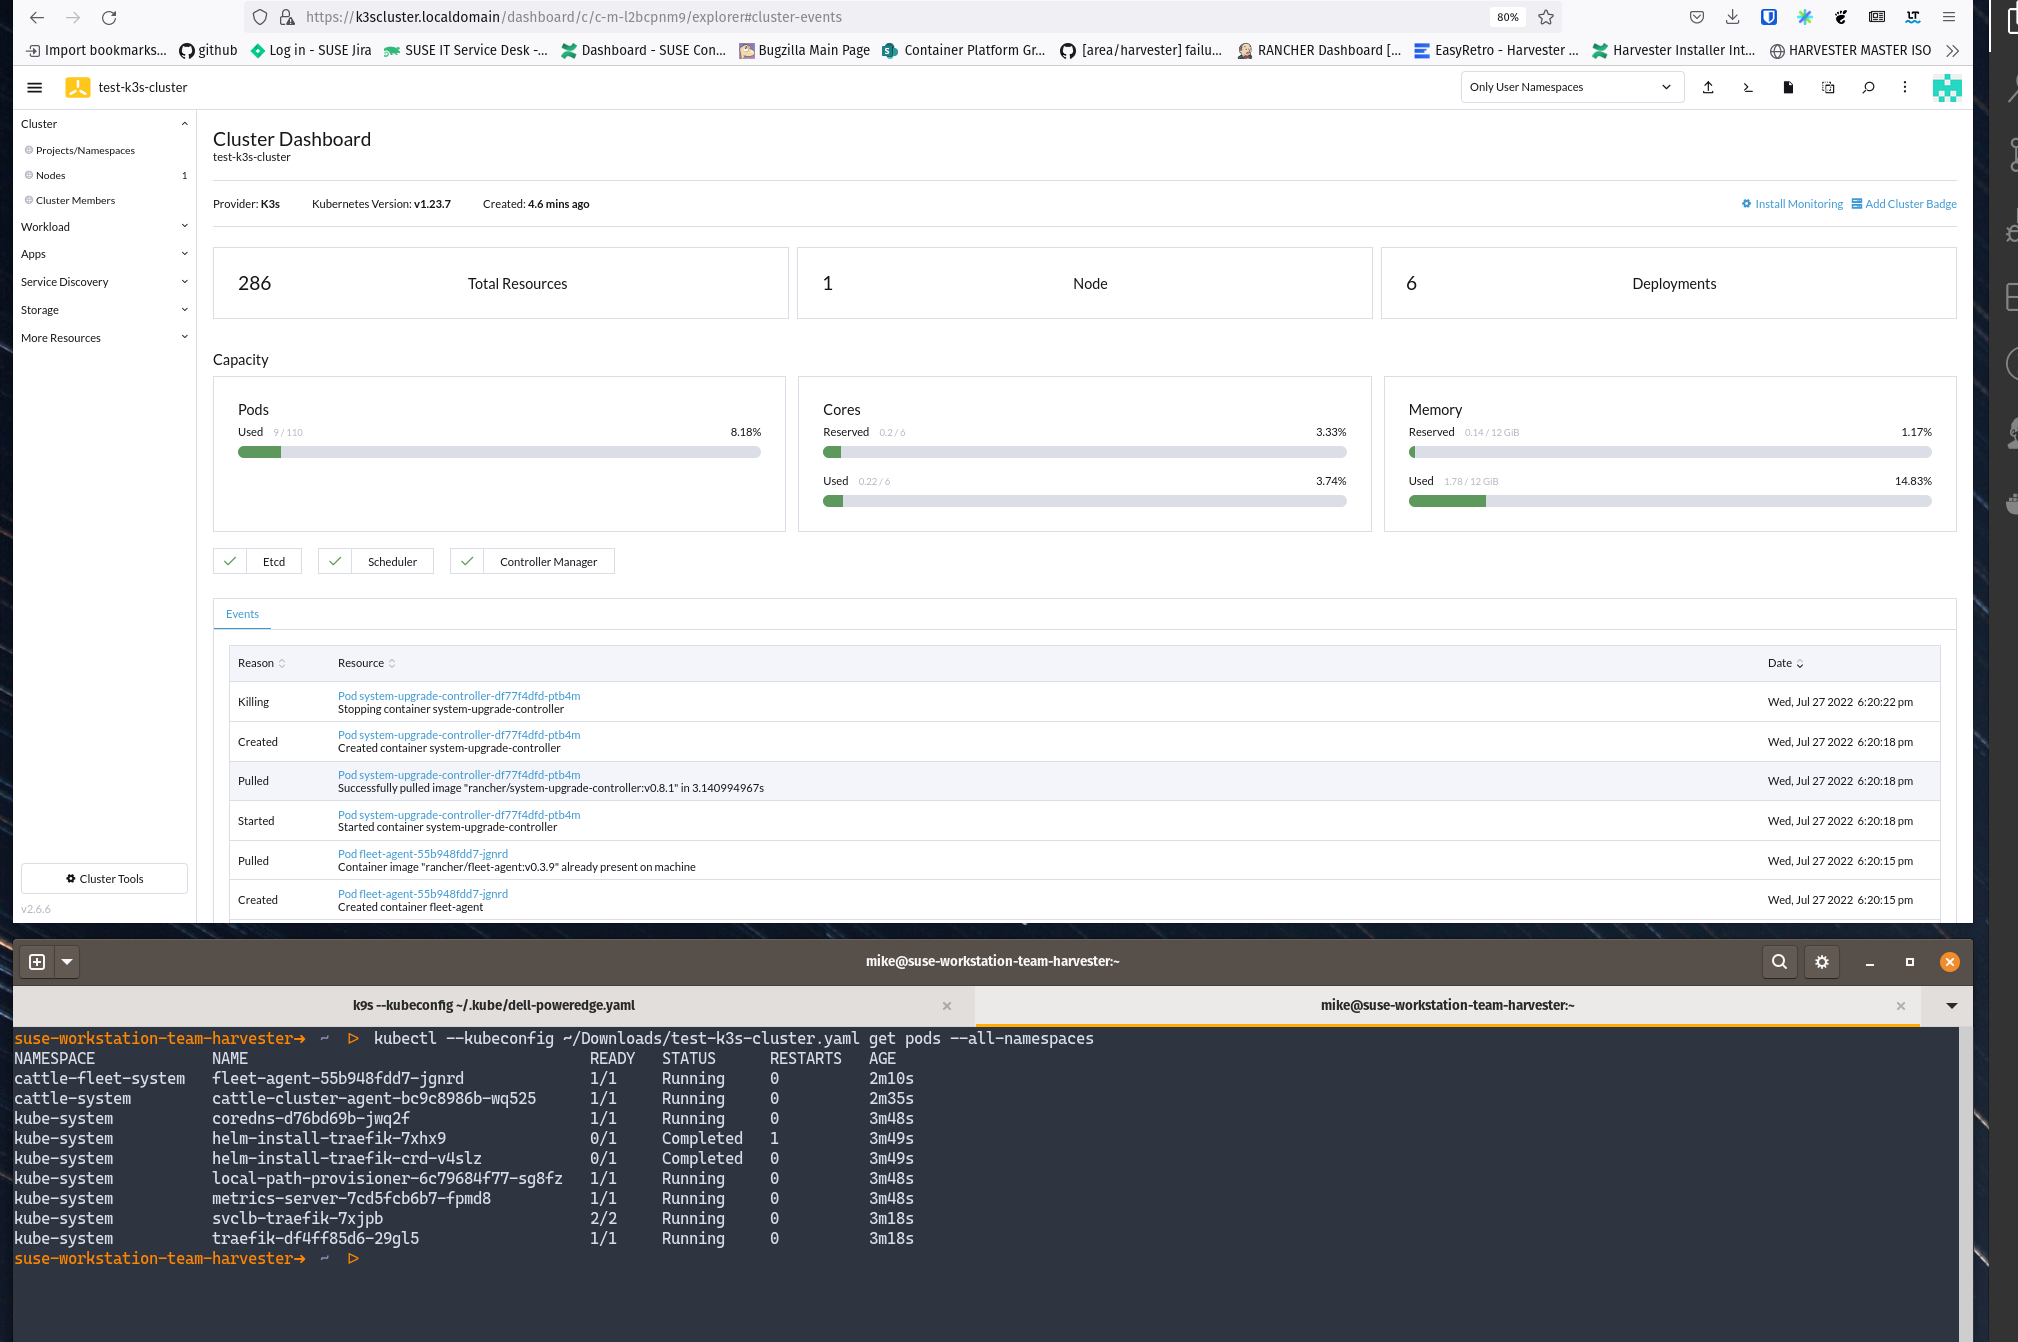 https://k3scluster.localdomain/dashboard/c/c-m-l2bcpnm9/explorer#cluster-events 80%
Import bookmarks... github Log in - SUSE Jira SUSE IT Service Desk -... Dashboard - SUSE Con... Bugzilla Main Page Container Platform Gr... [area/harvester] failu... RANCHER Dashboard [... EasyRetro - Harvester ... Harvester Installer Int... HARVESTER MASTER ISO
test-k3s-cluster Only User Namespaces
Cluster
Projects/Namespaces
Nodes 1
Cluster Members
Workload
Apps
Service Discovery
Storage
More Resources
Cluster Tools
v2.6.6
Cluster Dashboard
test-k3s-cluster
Provider: K3s Kubernetes Version: v1.23.7 Created: 4.6 mins ago Install Monitoring Add Cluster Badge
286 Total Resources 1 Node 6 Deployments
Capacity
Pods
Used 9 / 110 8.18%
Cores
Reserved 0.2 / 6 3.33%
Used 0.22 / 6 3.74%
Memory
Reserved 0.14 / 12 GiB 1.17%
Used 1.78 / 12 GiB 14.83%
Etcd Scheduler Controller Manager
Events
Reason Resource Date
Killing Pod system-upgrade-controller-df77f4dfd-ptb4m Wed, Jul 27 2022 6:20:22 pm
Stopping container system-upgrade-controller
Created Pod system-upgrade-controller-df77f4dfd-ptb4m Wed, Jul 27 2022 6:20:18 pm
Created container system-upgrade-controller
Pulled Pod system-upgrade-controller-df77f4dfd-ptb4m Wed, Jul 27 2022 6:20:18 pm
Successfully pulled image "rancher/system-upgrade-controller:v0.8.1" in 3.140994967s
Started Pod system-upgrade-controller-df77f4dfd-ptb4m Wed, Jul 27 2022 6:20:18 pm
Started container system-upgrade-controller
Pulled Pod fleet-agent-55b948fdd7-jgnrd Wed, Jul 27 2022 6:20:15 pm
Container image "rancher/fleet-agent:v0.3.9" already present on machine
Created Pod fleet-agent-55b948fdd7-jgnrd Wed, Jul 27 2022 6:20:15 pm
Created container fleet-agent
mike@suse-workstation-team-harvester:~
k9s --kubeconfig ~/.kube/dell-poweredge.yaml mike@suse-workstation-team-harvester:~
suse-workstation-team-harvester➜ ~ ▷ kubectl --kubeconfig ~/Downloads/test-k3s-cluster.yaml get pods --all-namespaces
NAMESPACE NAME READY STATUS RESTARTS AGE
cattle-fleet-system fleet-agent-55b948fdd7-jgnrd 1/1 Running 0 2m10s
cattle-system cattle-cluster-agent-bc9c8986b-wq525 1/1 Running 0 2m35s
kube-system coredns-d76bd69b-jwq2f 1/1 Running 0 3m48s
kube-system helm-install-traefik-7xhx9 0/1 Completed 1 3m49s
kube-system helm-install-traefik-crd-v4slz 0/1 Completed 0 3m49s
kube-system local-path-provisioner-6c79684f77-sg8fz 1/1 Running 0 3m48s
kube-system metrics-server-7cd5fcb6b7-fpmd8 1/1 Running 0 3m48s
kube-system svclb-traefik-7xjpb 2/2 Running 0 3m18s
kube-system traefik-df4ff85d6-29gl5 1/1 Running 0 3m18s
suse-workstation-team-harvester➜ ~ ▷